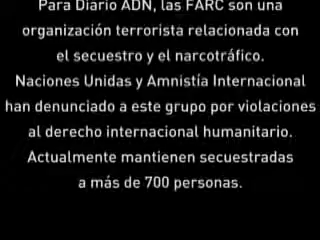 Para Diario ADN, las FARC son una
organización terrorista relacionada con
el secuestro y el narcotráfico.
Naciones Unidas y Amnistía Internacional
han denunciado a este grupo por violaciones
al derecho internacional humanitario.
Actualmente mantienen secuestradas
a más de 700 personas.